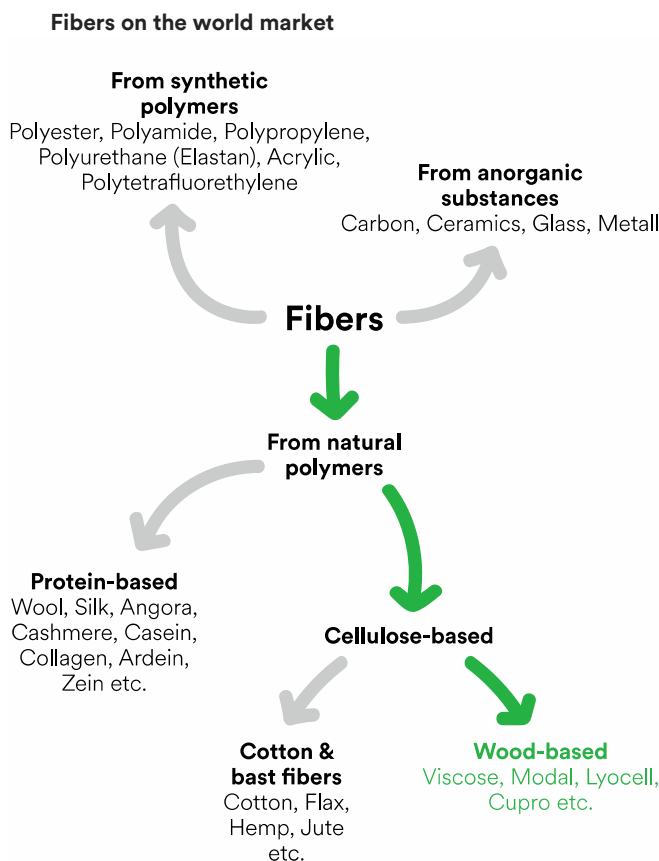 Fibers on the world market
From synthetic
polymers
Polyester, Polyamide, Polypropylene,
Polyurethane (Elastan), Acrylic,
Polytetrafluorethylene
From anorganic
substances
Carbon, Ceramics, Glass, Metall
Fibers
From natural
polymers
Protein-based
Wool, Silk, Angora,
Cashmere, Casein,
Collagen, Ardein,
Zein etc.
Cellulose-based
Cotton &
bast fibers
Cotton, Flax,
Hemp, Jute
etc.
Wood-based
Viscose, Modal, Lyocell,
Cupro etc.